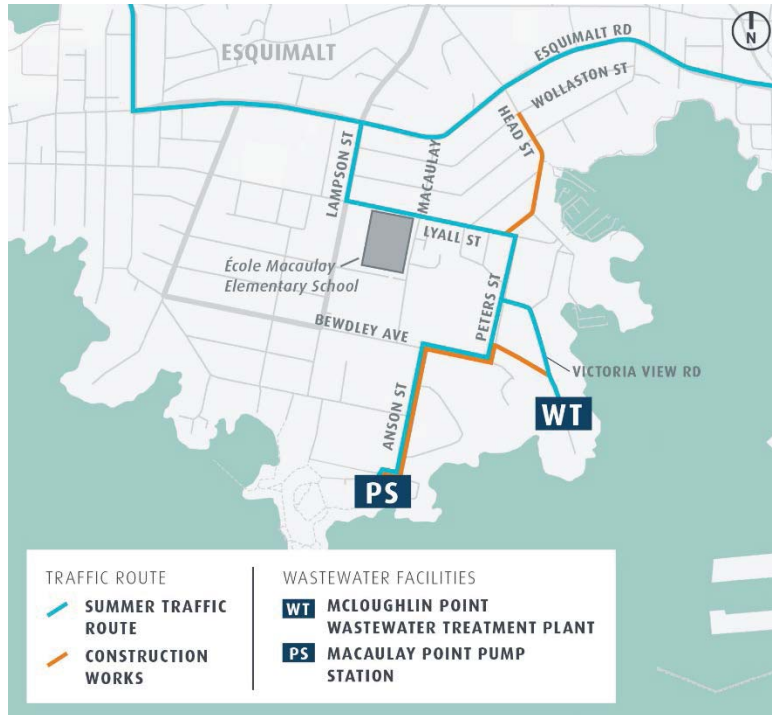 N
ESQUIMALT
ESQUIMALT RD
WOLLASTON ST
HEAD ST
LAMPSON ST
MACAULAY
LYALL ST
École Macaulay
Elementary School
PETERS ST
BEWDLEY AVE
VICTORIA VIEW RD
ANSON ST
WT
PS
TRAFFIC ROUTE
SUMMER TRAFFIC
ROUTE
CONSTRUCTION
WORKS
WASTEWATER FACILITIES
WT MCLOUGHLIN POINT
WASTEWATER TREATMENT PLANT
PS MACAULAY POINT PUMP
STATION